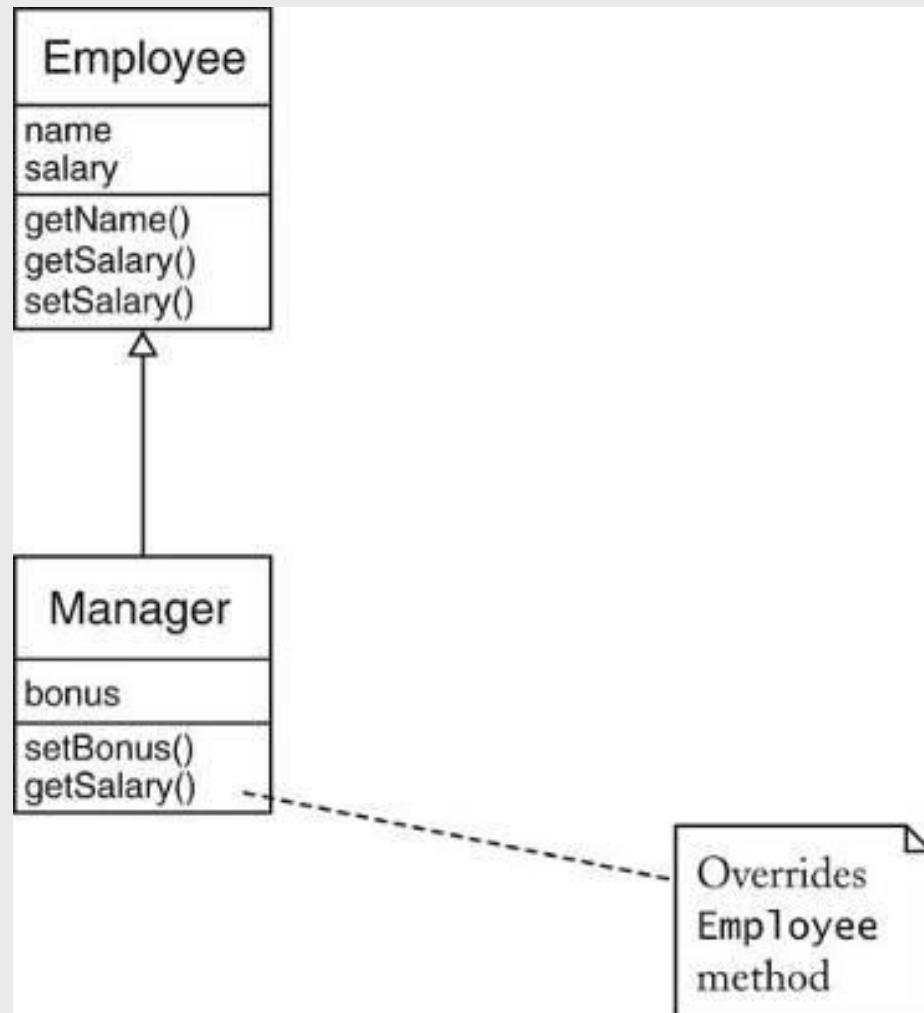 Employee
name
salary
getName()
getSalary()
setSalary()
Manager
bonus
setBonus()
getSalary()
Overrides
Employee
method